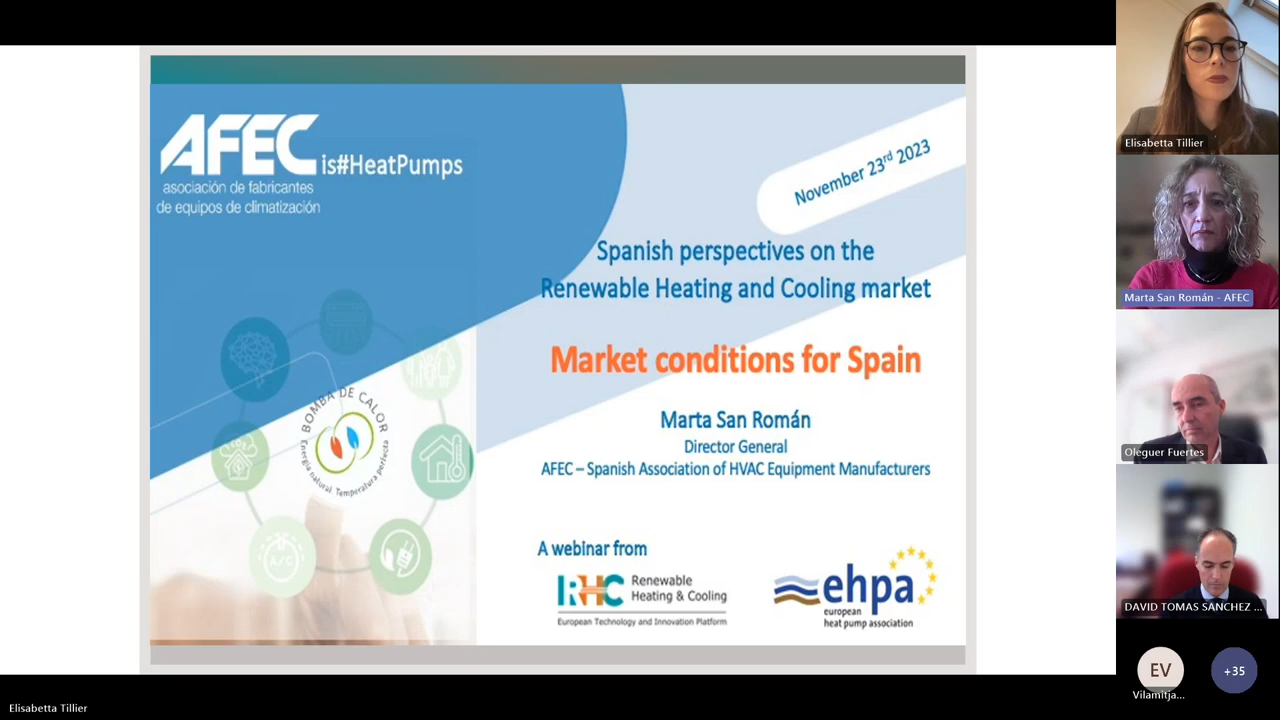 AFEC is#HeatPumps
asociación de fabricantes
de equipos de climatización
November 23rd 2023
Spanish perspectives on the
Renewable Heating and Cooling market
Market conditions for Spain
Marta San Román
Director General
AFEC – Spanish Association of HVAC Equipment Manufacturers
BOMBA DE CALOR
Energía natural Temperatura perfecta
A/C
A webinar from
RHC Renewable
Heating & Cooling
European Technology and Innovation Platform
ehpa
european
heat pump association
Elisabetta Tillier
Marta San Román - AFEC
Oleguer Fuertes
DAVID TOMAS SANCHEZ ...
EV
Vilamitja...
+35
Elisabetta Tillier